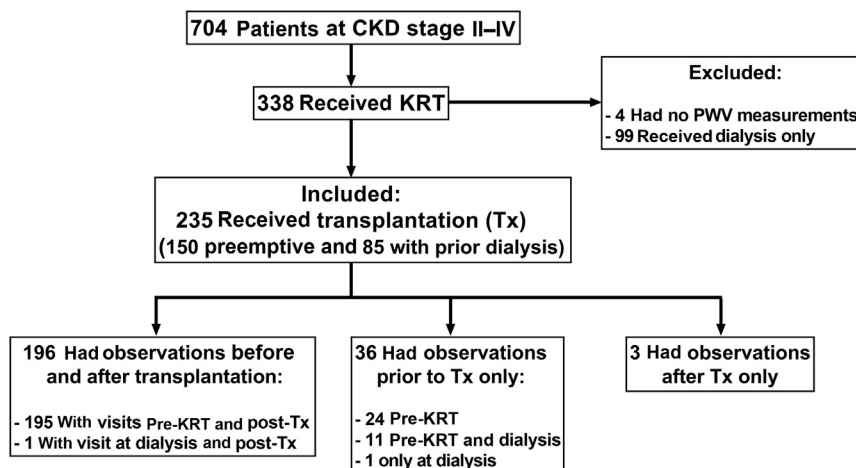 704 Patients at CKD stage II–IV
338 Received KRT
Excluded:
- 4 Had no PWV measurements
- 99 Received dialysis only
Included:
235 Received transplantation (Tx)
(150 preemptive and 85 with prior dialysis)
196 Had observations before
and after transplantation:
- 195 With visits Pre-KRT and post-Tx
- 1 With visit at dialysis and post-Tx
36 Had observations
prior to Tx only:
- 24 Pre-KRT
- 11 Pre-KRT and dialysis
- 1 only at dialysis
3 Had observations
after Tx only